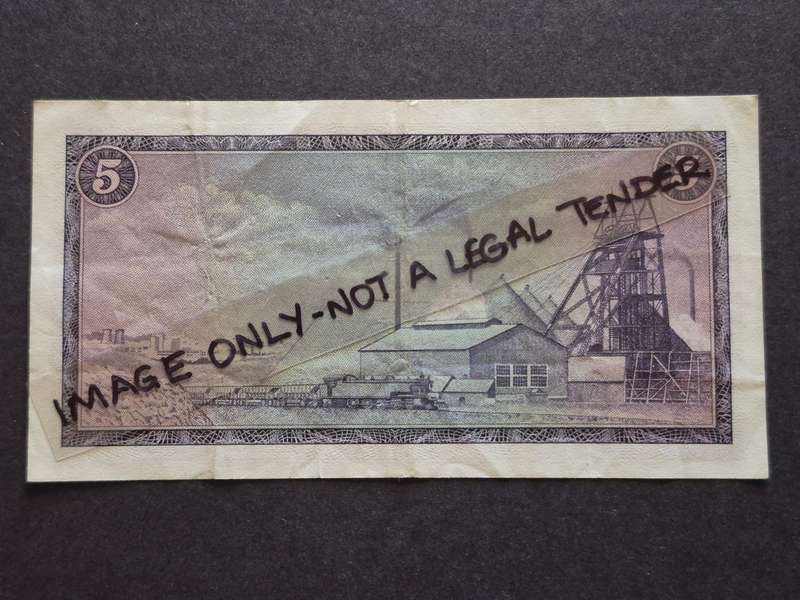 5
IMAGE ONLY-NOT A LEGAL TENDER